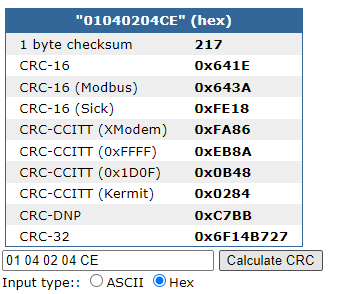 "01040204CE" (hex)
1 byte checksum 217
CRC-16 0x641E
CRC-16 (Modbus) 0x643A
CRC-16 (Sick) 0xFE18
CRC-CCITT (XModem) 0xFA86
CRC-CCITT (0xFFFF) 0xEB8A
CRC-CCITT (0x1D0F) 0x0B48
CRC-CCITT (Kermit) 0x0284
CRC-DNP 0xC7BB
CRC-32 0x6F14B727
01 04 02 04 CE Calculate CRC
Input type:: ASCII Hex